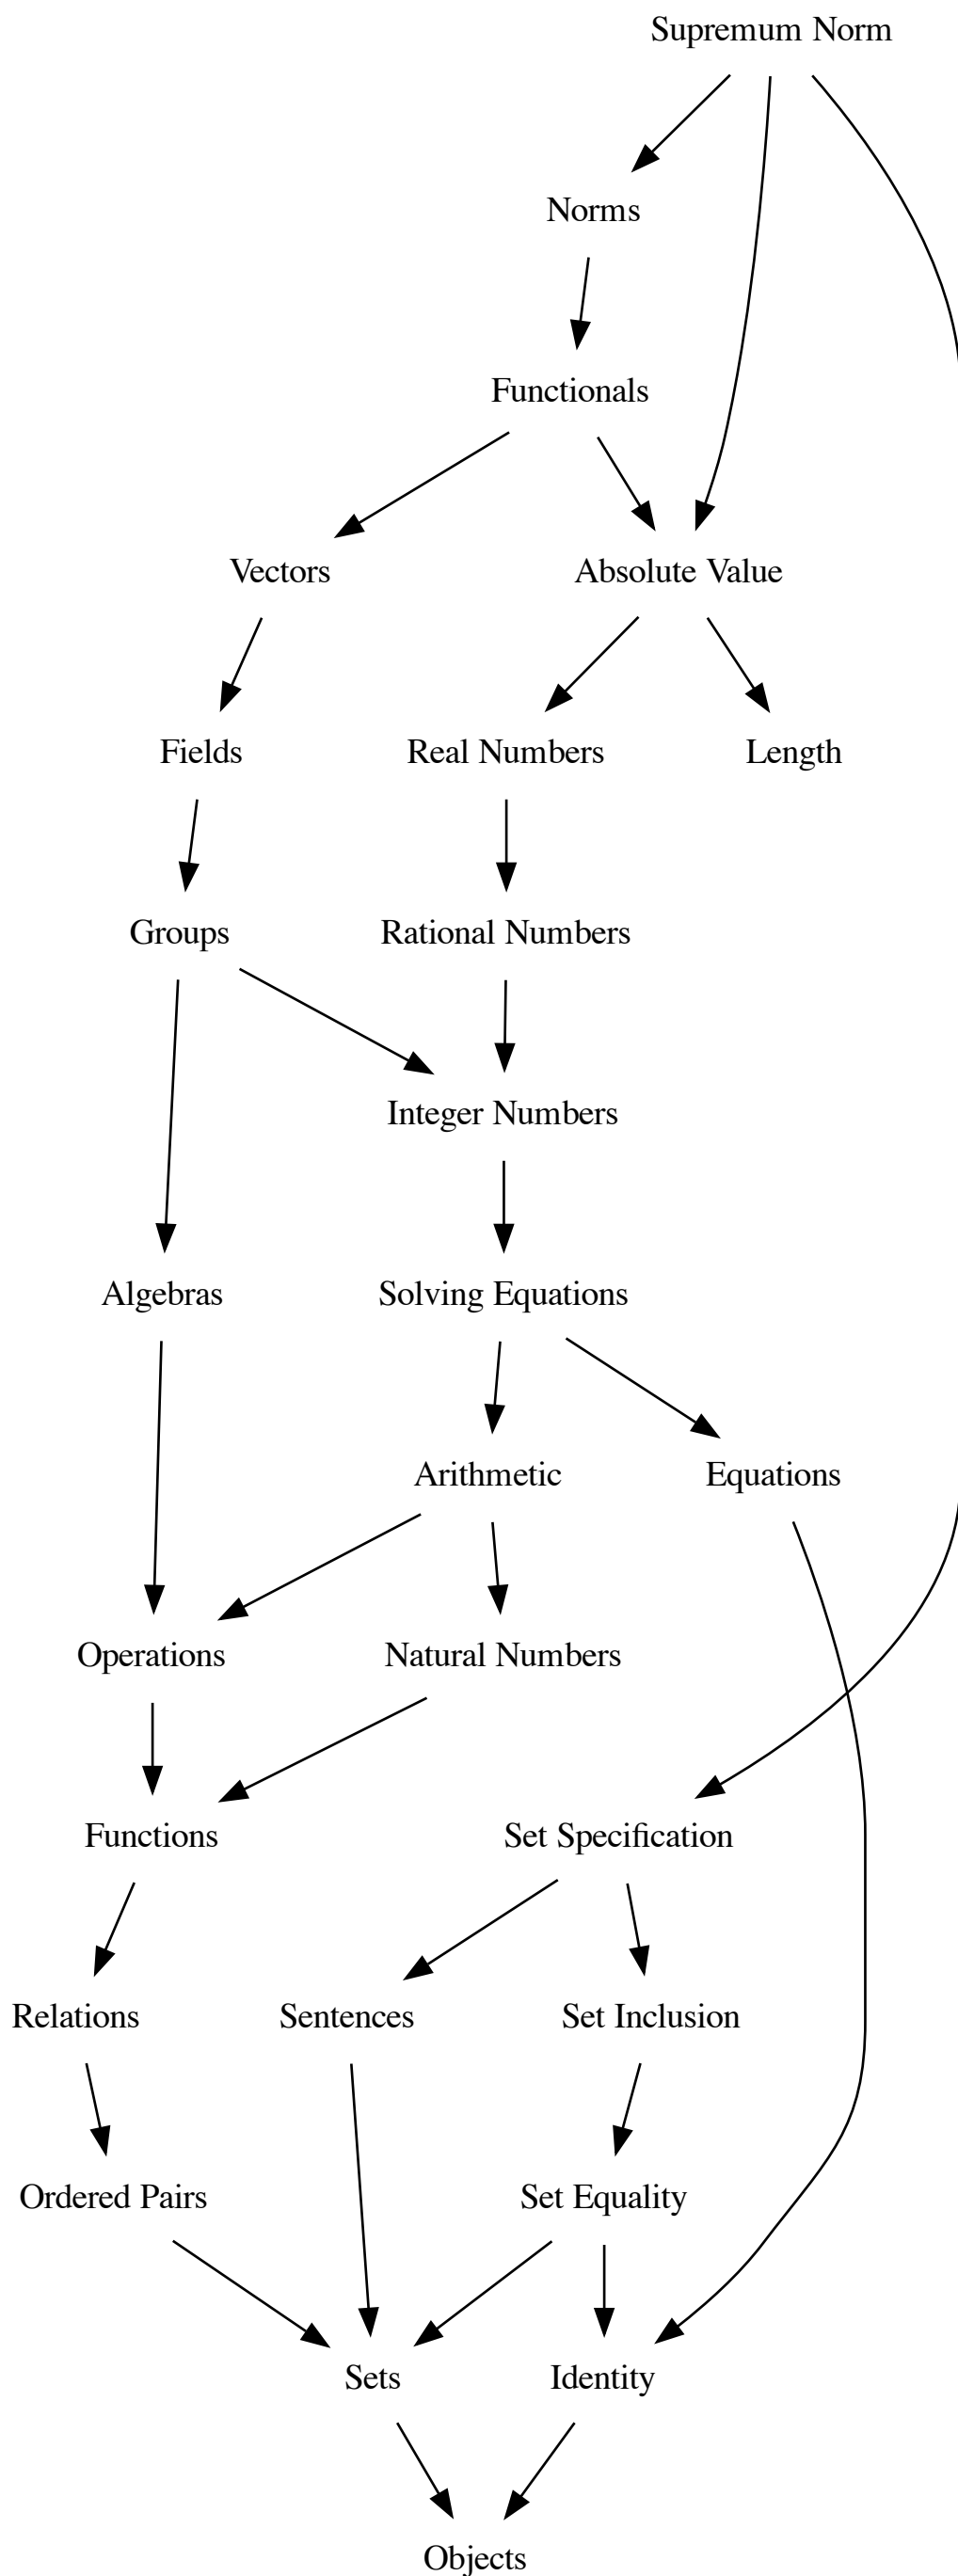 Supremum Norm
Norms
Functionals
Vectors
Absolute Value
Fields
Real Numbers
Length
Groups
Rational Numbers
Integer Numbers
Algebras
Solving Equations
Arithmetic
Equations
Operations
Natural Numbers
Functions
Set Specification
Relations
Sentences
Set Inclusion
Ordered Pairs
Set Equality
Sets
Identity
Objects